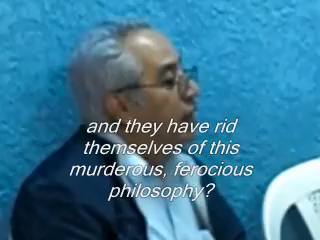 and they have rid
themselves of this
murderous, ferocious
philosophy?